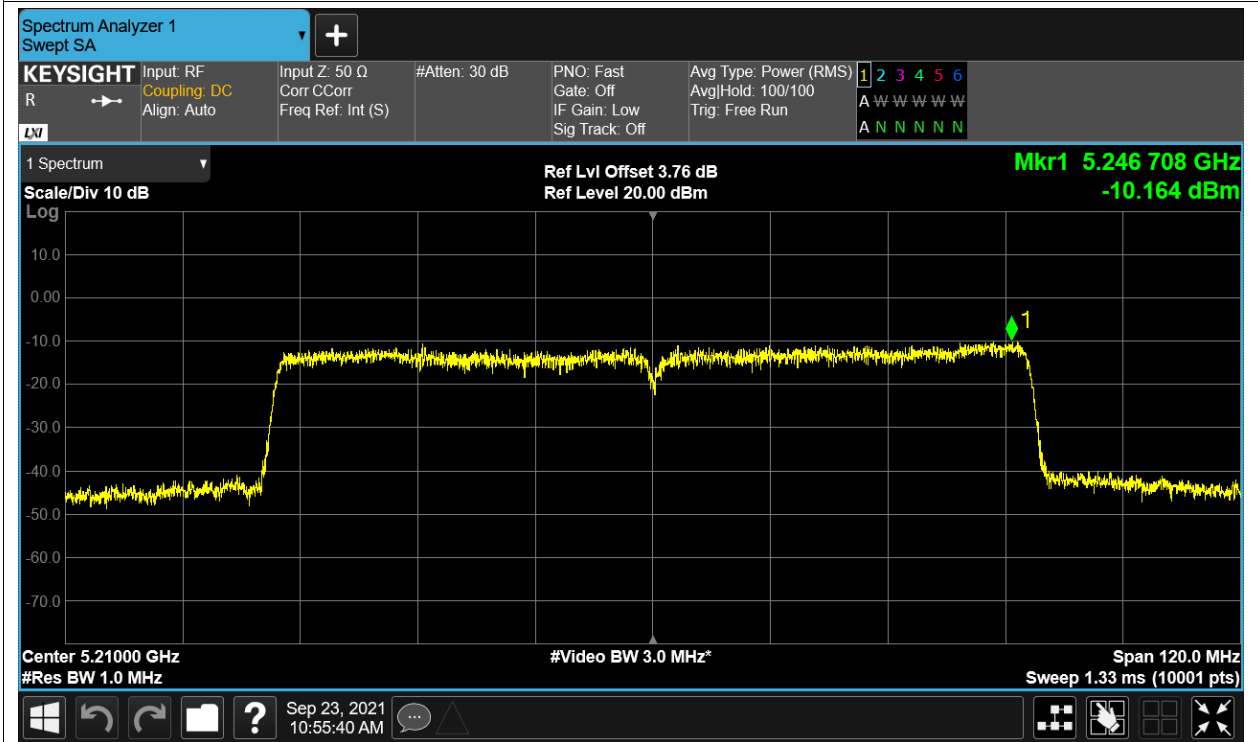 Spectrum Analyzer 1
Swept SA
KEYSIGHT
R
LXI
Input: RF
Coupling: DC
Align: Auto
Input Z: 50 Ω
Corr CCorr
Freq Ref: Int (S)
#Atten: 30 dB
PNO: Fast
Gate: Off
IF Gain: Low
Sig Track: Off
Avg Type: Power (RMS)
Avg|Hold: 100/100
Trig: Free Run
1 2 3 4 5 6
A W W W W W
A N N N N N
1 Spectrum
Scale/Div 10 dB
Log
Ref Lvl Offset 3.76 dB
Ref Level 20.00 dBm
Mkr1 5.246 708 GHz
-10.164 dBm
10.0
0.00
-10.0
-20.0
-30.0
-40.0
-50.0
-60.0
-70.0
1
Center 5.21000 GHz
#Res BW 1.0 MHz
#Video BW 3.0 MHz*
Span 120.0 MHz
Sweep 1.33 ms (10001 pts)
?
Sep 23, 2021
10:55:40 AM